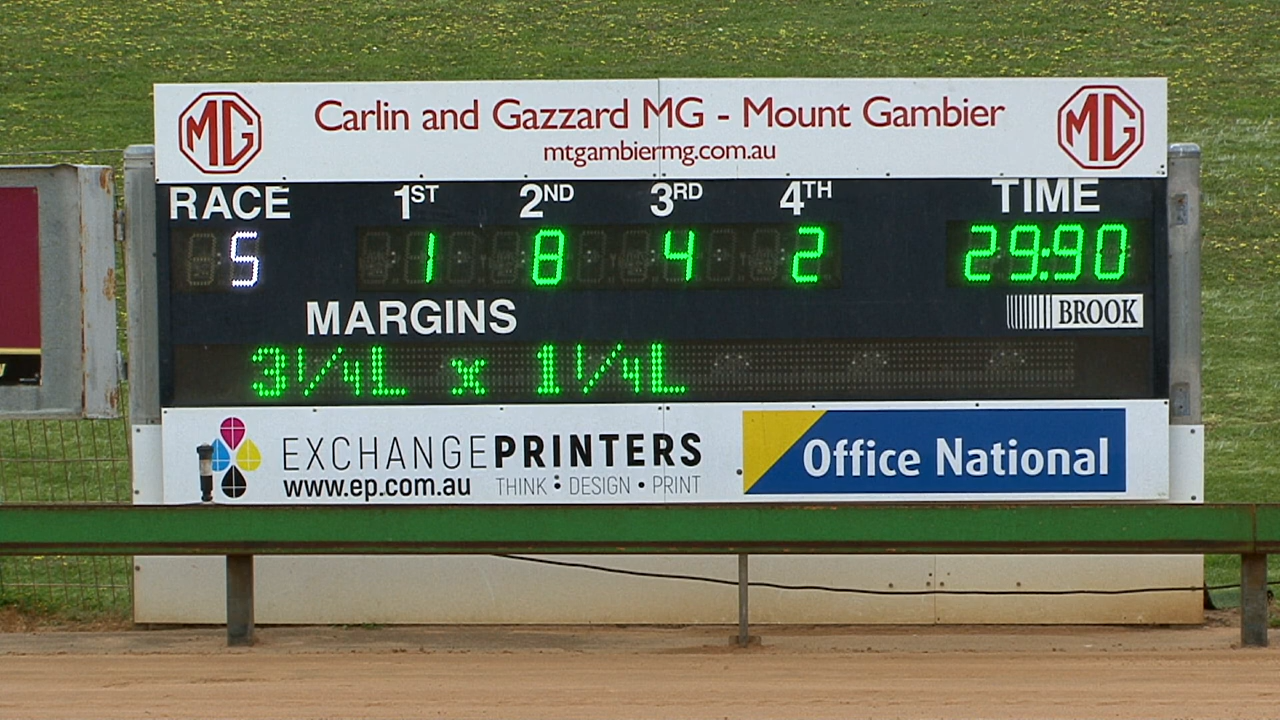 MG Carlin and Gazzard MG - Mount Gambier MG
mtgambiermg.com.au
RACE 1ST 2ND 3RD 4TH TIME
5 1 8 4 2 29:90
MARGINS BROOK
3¼L x 1¼L
EXCHANGEPRINTERS
www.ep.com.au THINK • DESIGN • PRINT
Office National